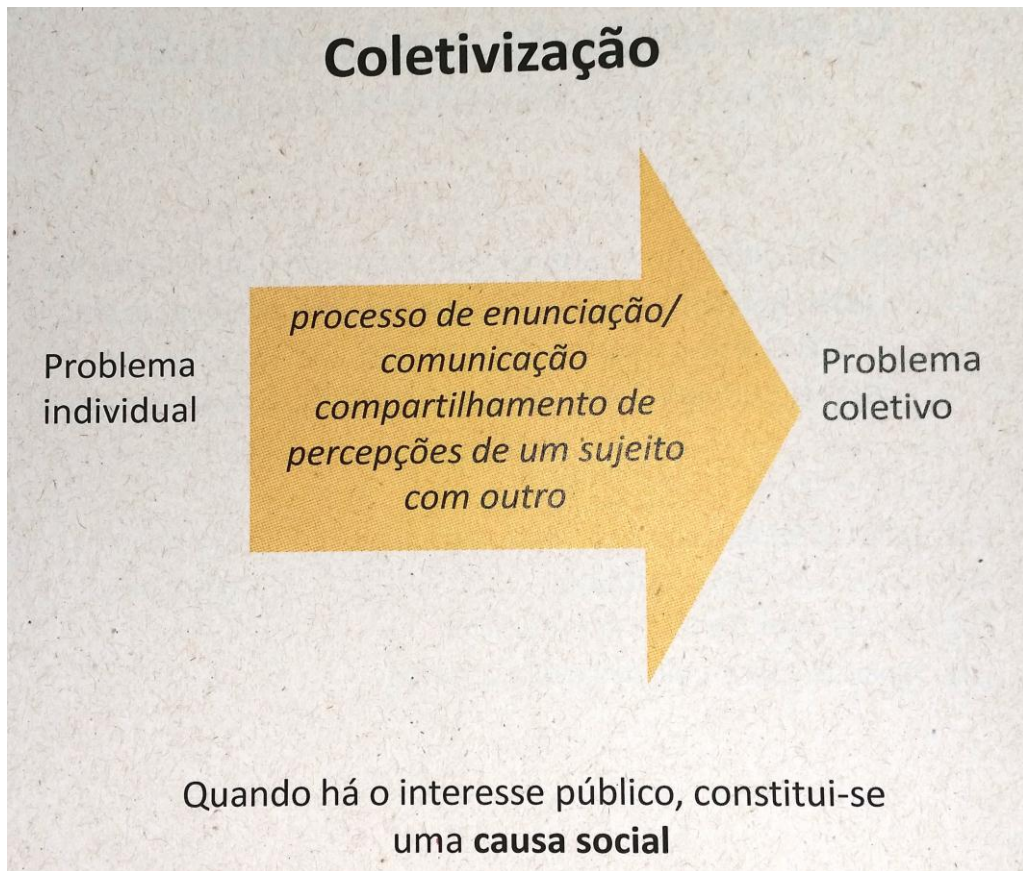 Coletivização
Problema
individual
processo de enunciação/
comunicação
compartilhamento de
percepções de um sujeito
com outro
Problema
coletivo
Quando há o interesse público, constitui-se
uma causa social